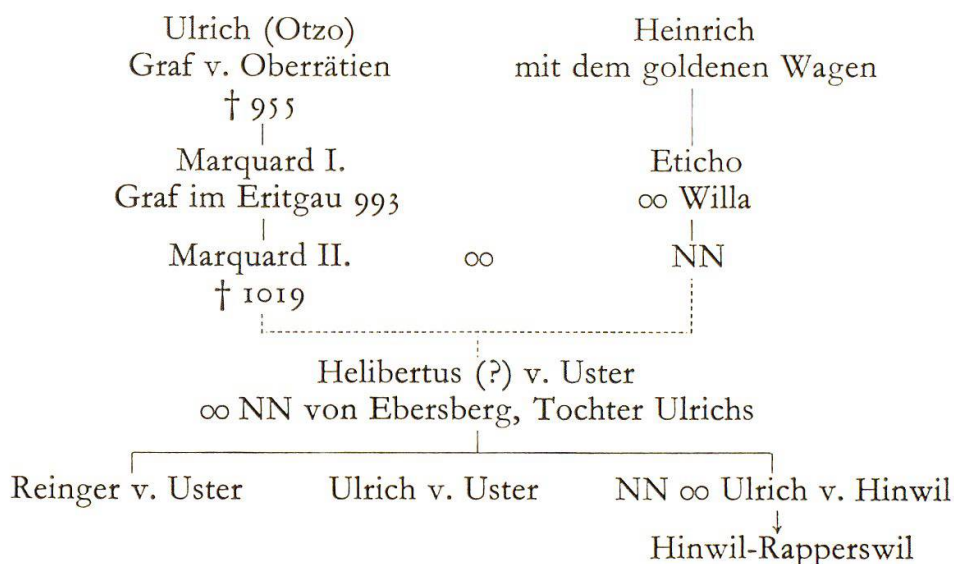 Ulrich (Otzo) Heinrich
Graf v. Oberrätien mit dem goldenen Wagen
† 955
Marquard I. Eticho
Graf im Eritgau 993 ∞ Willa
Marquard II. ∞ NN
† 1019
Helibertus (?) v. Uster
∞ NN von Ebersberg, Tochter Ulrichs
Reinger v. Uster Ulrich v. Uster NN ∞ Ulrich v. Hinwil
Hinwil-Rapperswil